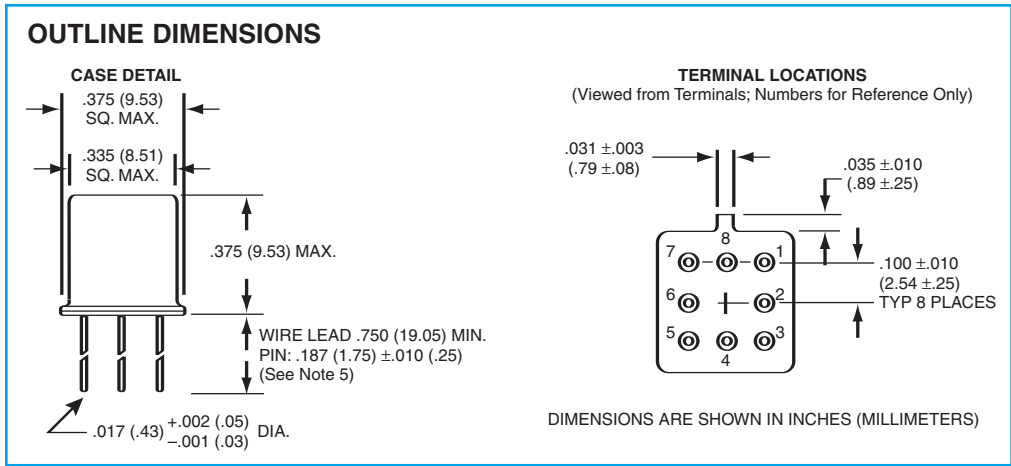 OUTLINE DIMENSIONS
CASE DETAIL
.375 (9.53)
SQ. MAX.
.335 (8.51)
SQ. MAX.
.375 (9.53) MAX.
WIRE LEAD .750 (19.05) MIN.
PIN: .187 (1.75) ±.010 (.25)
(See Note 5)
.017 (.43) +.002 (.05) –.001 (.03) DIA.
TERMINAL LOCATIONS
(Viewed from Terminals; Numbers for Reference Only)
.031 ±.003
(.79 ±.08)
.035 ±.010
(.89 ±.25)
8
7 1
.100 ±.010
(2.54 ±.25)
TYP 8 PLACES
6 2
5 3
4
DIMENSIONS ARE SHOWN IN INCHES (MILLIMETERS)